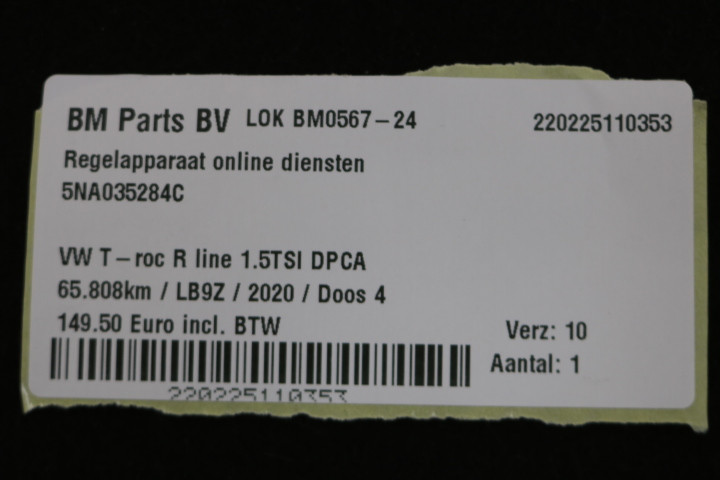 BM Parts BV LOK BM0567-24 220225110353
Regelapparaat online diensten
5NA035284C
VW T-roc R line 1.5TSI DPCA
65.808km / LB9Z / 2020 / Doos 4
149.50 Euro incl. BTW Verz: 10
Aantal: 1
220225110353